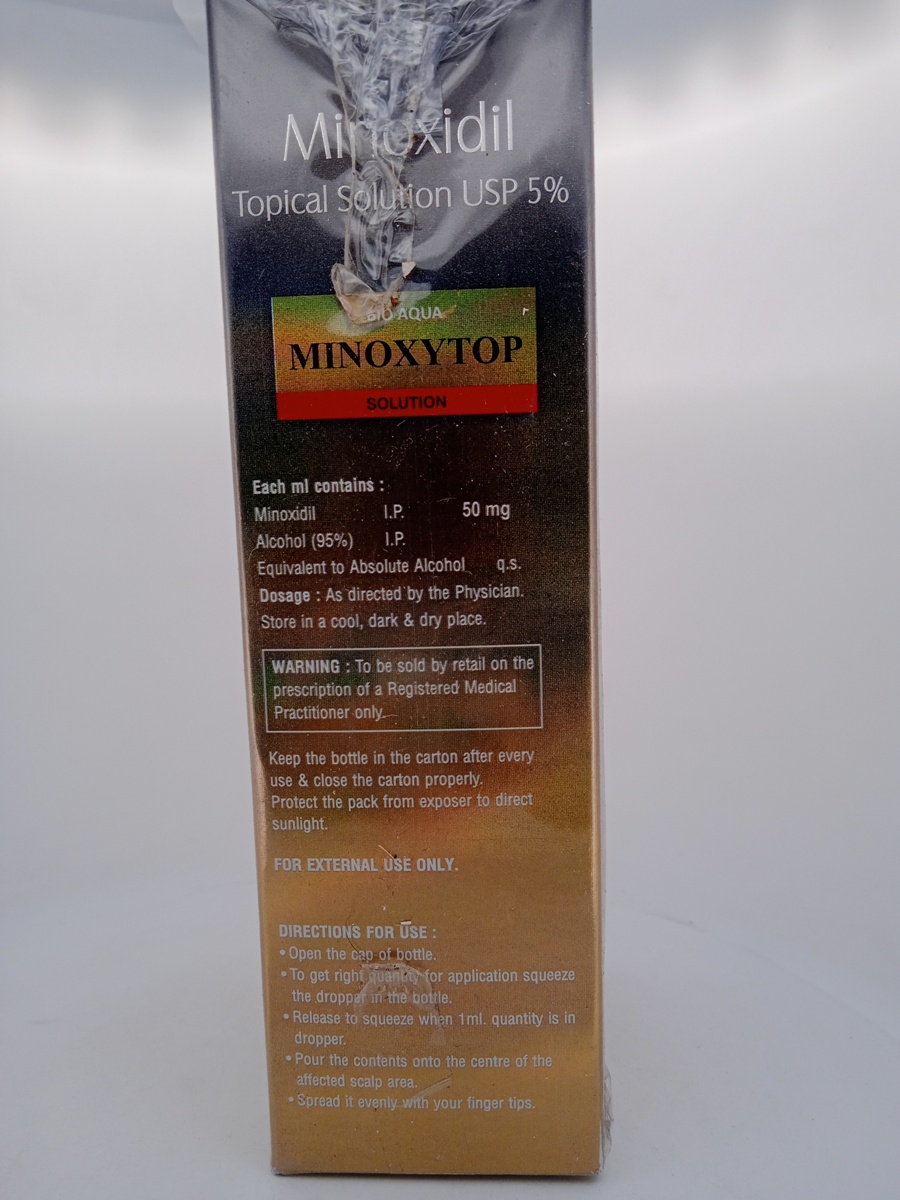 Minoxidil
Topical Solution USP 5%
BIO AQUA
MINOXYTOP
SOLUTION
Each ml contains :
Minoxidil I.P. 50 mg
Alcohol (95%) I.P.
Equivalent to Absolute Alcohol q.s.
Dosage : As directed by the Physician.
Store in a cool, dark & dry place.
WARNING : To be sold by retail on the
prescription of a Registered Medical
Practitioner only.
Keep the bottle in the carton after every
use & close the carton properly.
Protect the pack from exposer to direct
sunlight.
FOR EXTERNAL USE ONLY.
DIRECTIONS FOR USE :
• Open the cap of bottle.
• To get right quantity for application squeeze
the droppar in the bottle.
• Release to squeeze when 1ml. quantity is in
dropper.
• Pour the contents onto the centre of the
affected scalp area.
• Spread it evenly with your finger tips.